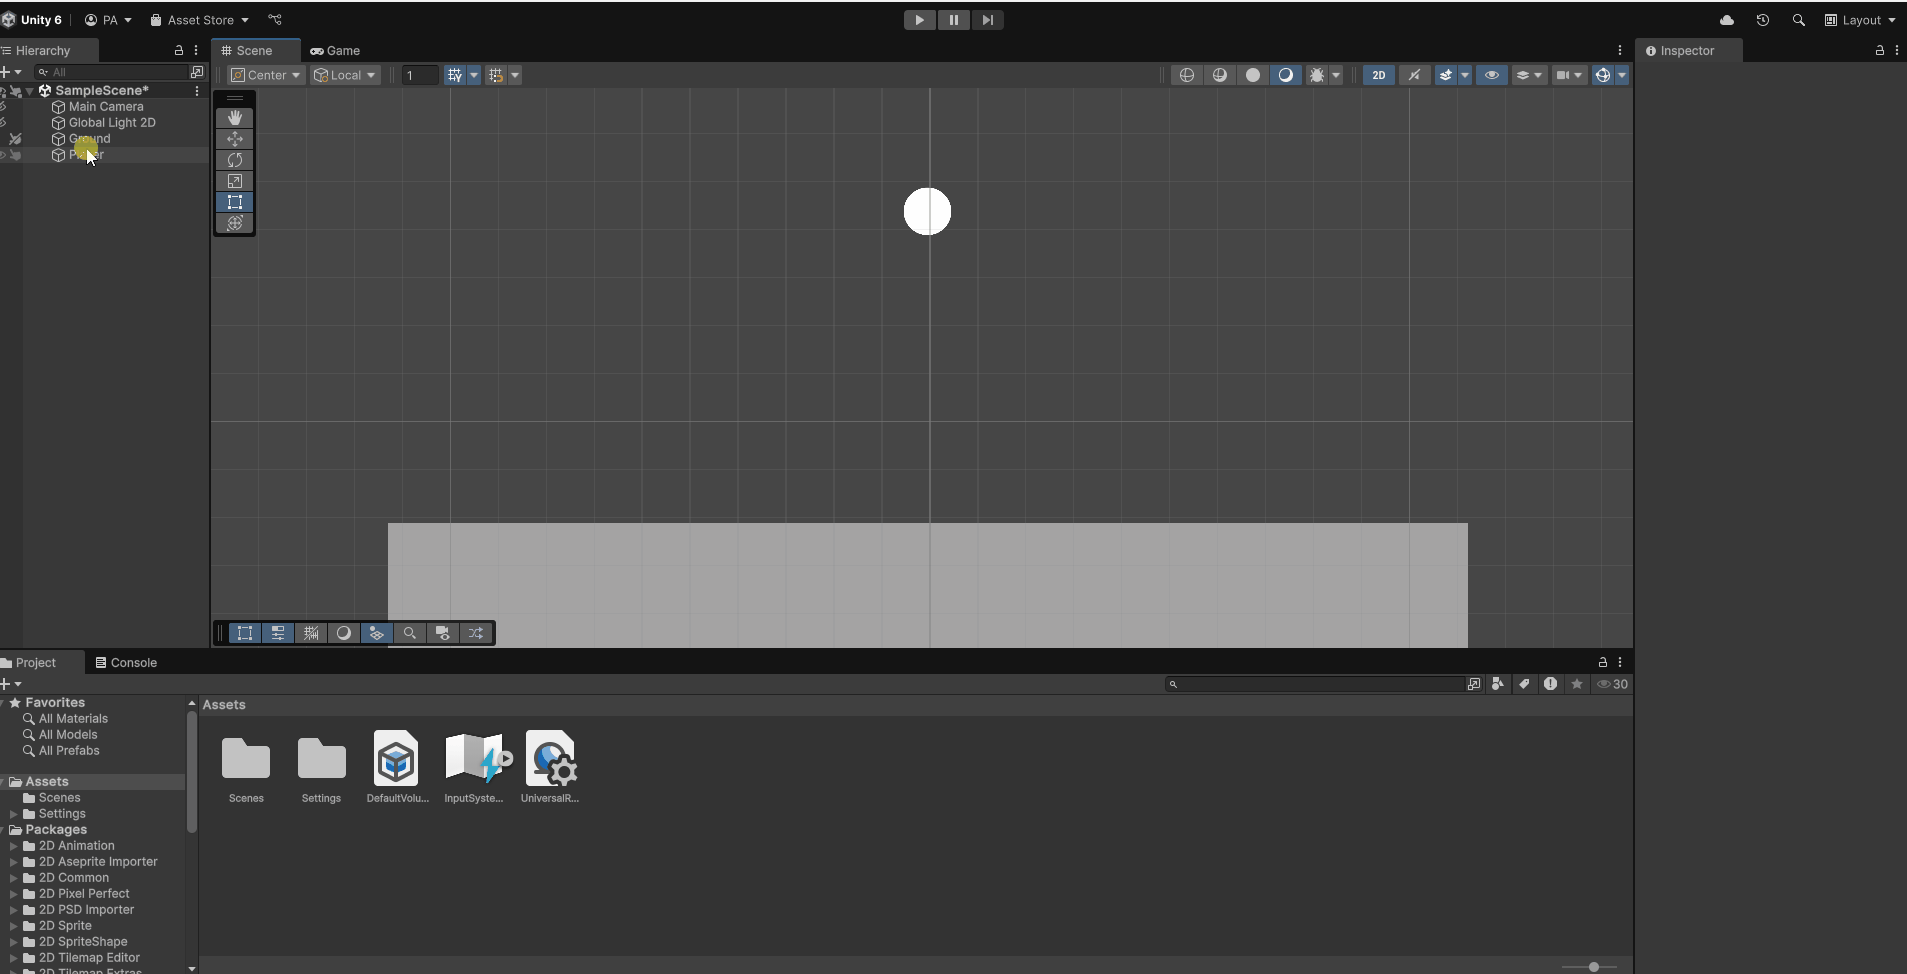 Unity 6 PA Asset Store Layout
Hierarchy Scene Game Inspector
All Center Local 1 2D
SampleScene*
Main Camera
Global Light 2D
Ground
Project Console
30
Favorites Assets
All Materials
All Models
All Prefabs
Assets
Scenes
Settings
Packages
2D Animation
2D Aseprite Importer
2D Common
2D Pixel Perfect
2D PSD Importer
2D Sprite
2D SpriteShape
2D Tilemap Editor
2D Tilemap Extras
Scenes Settings DefaultVolu... InputSyste... UniversalR...